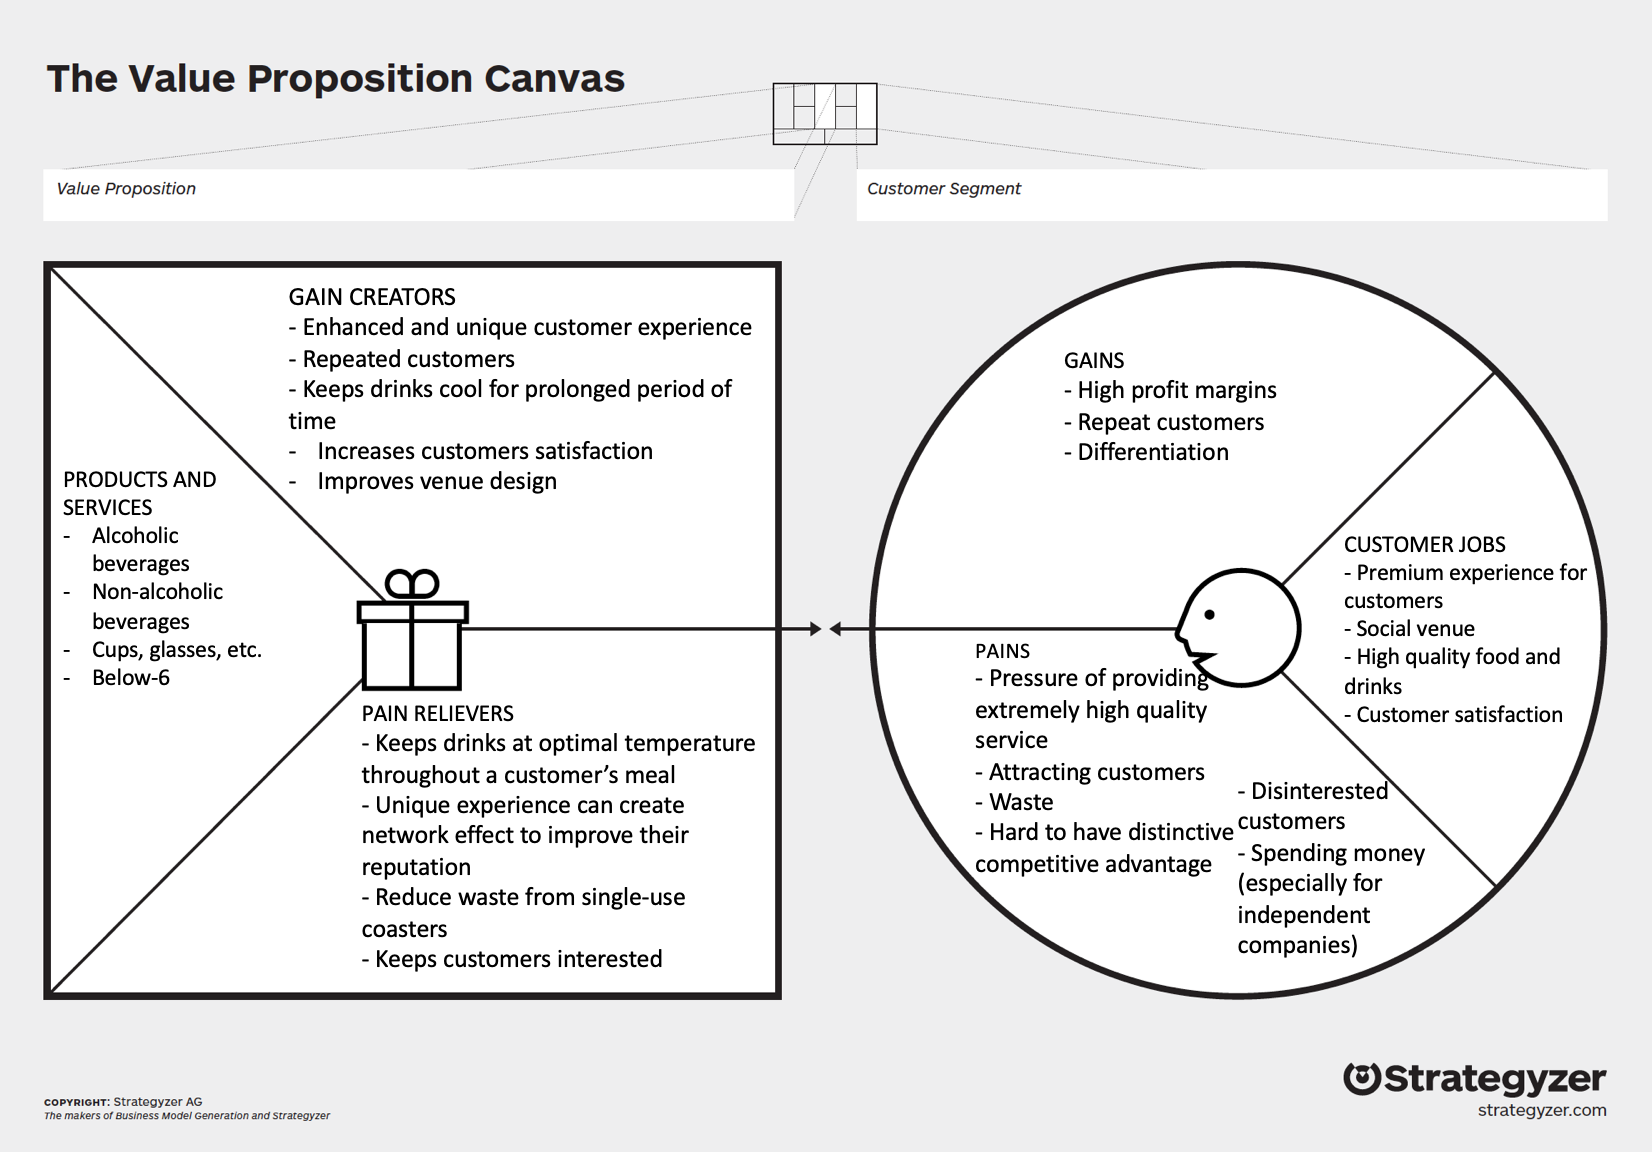 The Value Proposition Canvas
Value Proposition
Customer Segment
GAIN CREATORS
- Enhanced and unique customer experience
- Repeated customers
- Keeps drinks cool for prolonged period of
time
- Increases customers satisfaction
- Improves venue design
PRODUCTS AND
SERVICES
- Alcoholic
beverages
- Non-alcoholic
beverages
- Cups, glasses, etc.
- Below-6
PAIN RELIEVERS
- Keeps drinks at optimal temperature
throughout a customer’s meal
- Unique experience can create
network effect to improve their
reputation
- Reduce waste from single-use
coasters
- Keeps customers interested
GAINS
- High profit margins
- Repeat customers
- Differentiation
CUSTOMER JOBS
- Premium experience for
customers
- Social venue
- High quality food and
drinks
- Customer satisfaction
PAINS
- Pressure of providing
extremely high quality
service
- Attracting customers
- Waste
- Hard to have distinctive
competitive advantage
- Disinterested
customers
- Spending money
(especially for
independent
companies)
COPYRIGHT: Strategyzer AG
The makers of Business Model Generation and Strategyzer
Strategyzer
strategyzer.com